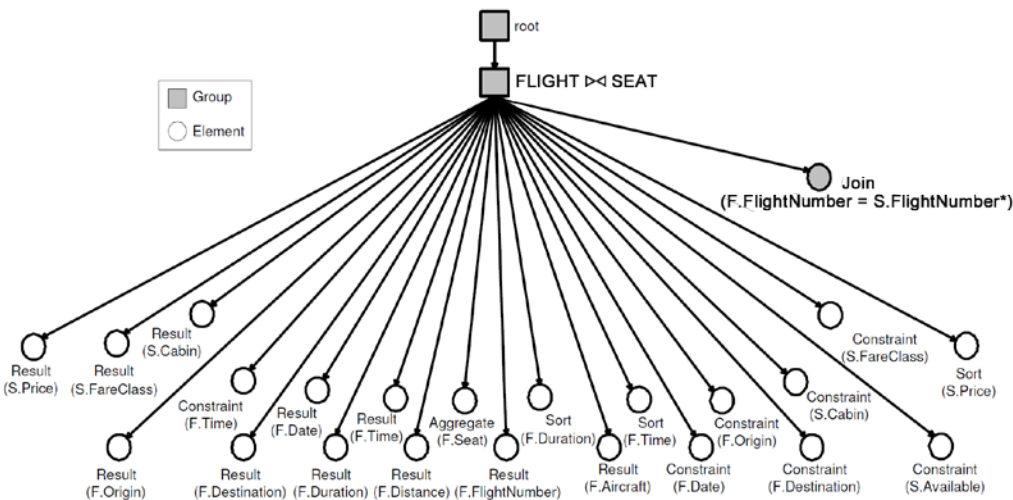 root
FLIGHT ⋈ SEAT
Group
Element
Join
(F.FlightNumber = S.FlightNumber*)
Result
(S.Price)
Result
(S.FareClass)
Result
(S.Cabin)
Constraint
(F.Time)
Result
(F.Date)
Result
(F.Time)
Aggregate
(F.Seat)
Sort
(F.Duration)
Sort
(F.Time)
Constraint
(F.Origin)
Constraint
(S.Cabin)
Constraint
(S.FareClass)
Sort
(S.Price)
Result
(F.Origin)
Result
(F.Destination)
Result
(F.Duration)
Result
(F.Distance)
Result
(F.FlightNumber)
Result
(F.Aircraft)
Constraint
(F.Date)
Constraint
(F.Destination)
Constraint
(S.Available)